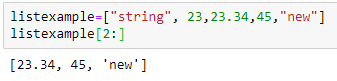 listexample=["string", 23,23.34,45,"new"]
listexample[2:]
[23.34, 45, 'new']